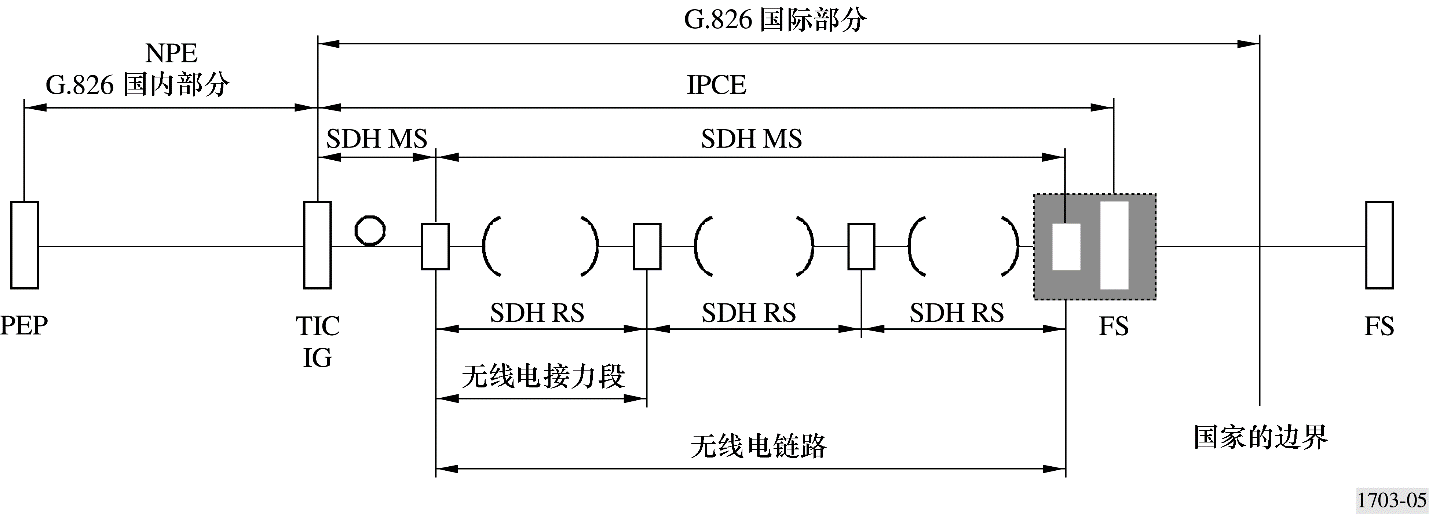 G.826 国际部分
NPE
G.826 国内部分
IPCE
SDH MS
SDH MS
PEP
TIC
IG
SDH RS
SDH RS
SDH RS
FS
FS
无线电接力段
无线电链路
国家的边界
1703-05